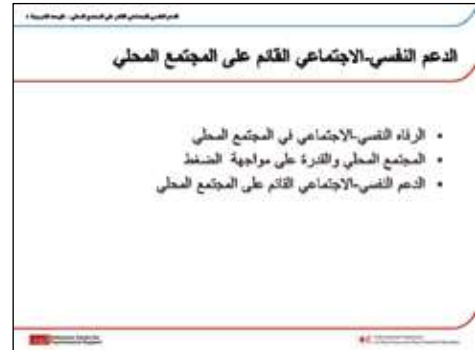 الدعم النفسي-الاجتماعي القائم على المجتمع المحلي
• الرفاه النفسي-الاجتماعي في المجتمع المحلي
• المجتمع المحلي والقدرة على مواجهة الضغط
• الدعم النفسي-الاجتماعي القائم على المجتمع المحلي